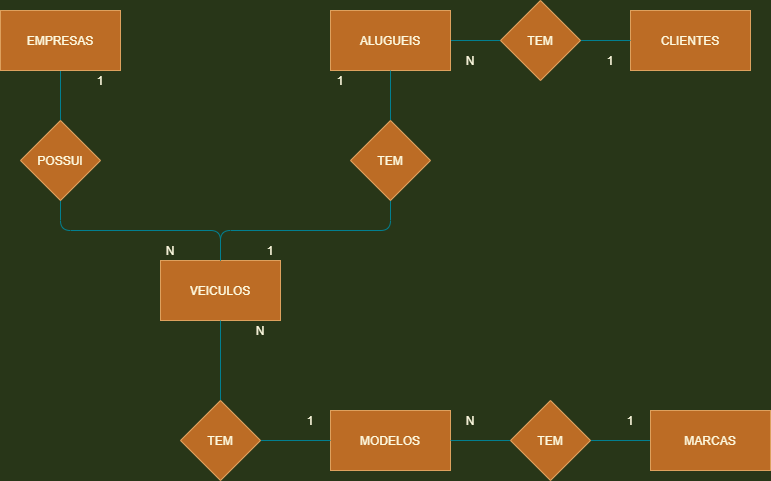 EMPRESAS
ALUGUEIS
TEM
CLIENTES
N
1
1
1
POSSUI
TEM
N
1
VEICULOS
N
1
N
1
TEM
MODELOS
TEM
MARCAS